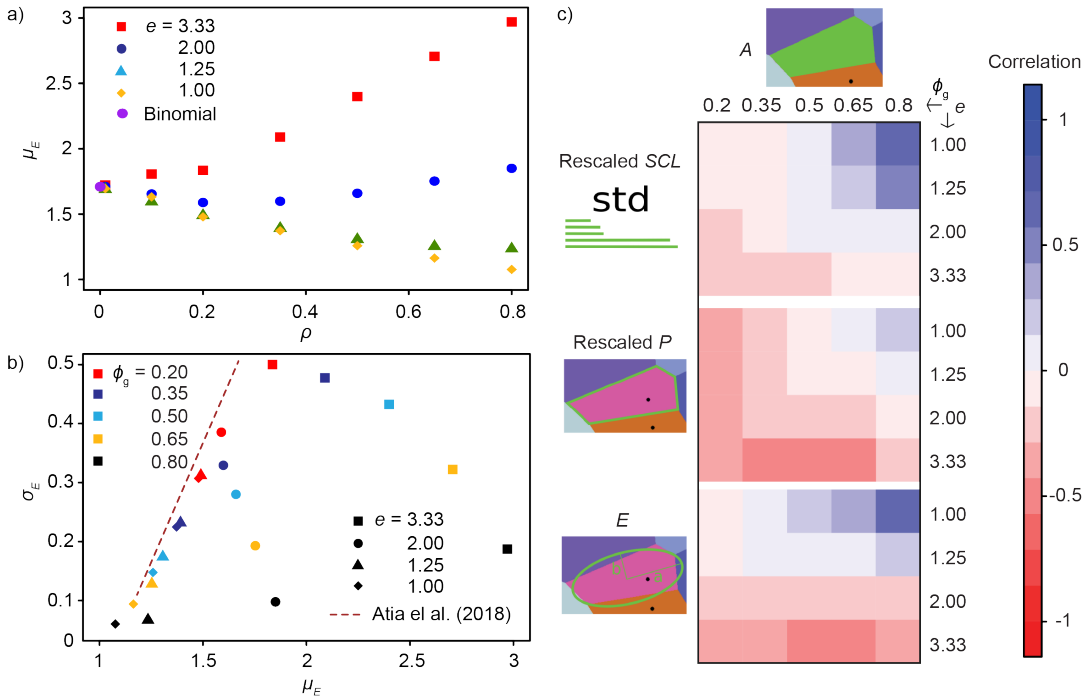 a)
e = 3.33
2.00
1.25
1.00
Binomial
3
2.5
2
1.5
1
μE
0
0.2
0.4
0.6
0.8
ρ
b)
ϕg = 0.20
0.35
0.50
0.65
0.80
0.5
0.4
0.3
0.2
0.1
0
σE
e = 3.33
2.00
1.25
1.00
Atia el al. (2018)
1
1.5
2
2.5
3
μE
c)
A
ϕg
0.2 0.35 0.5 0.65 0.8 ← e
↓
Rescaled SCL
std
1.00
1.25
2.00
3.33
Rescaled P
1.00
1.25
2.00
3.33
E
b
a
1.00
1.25
2.00
3.33
Correlation
1
0.5
0
-0.5
-1